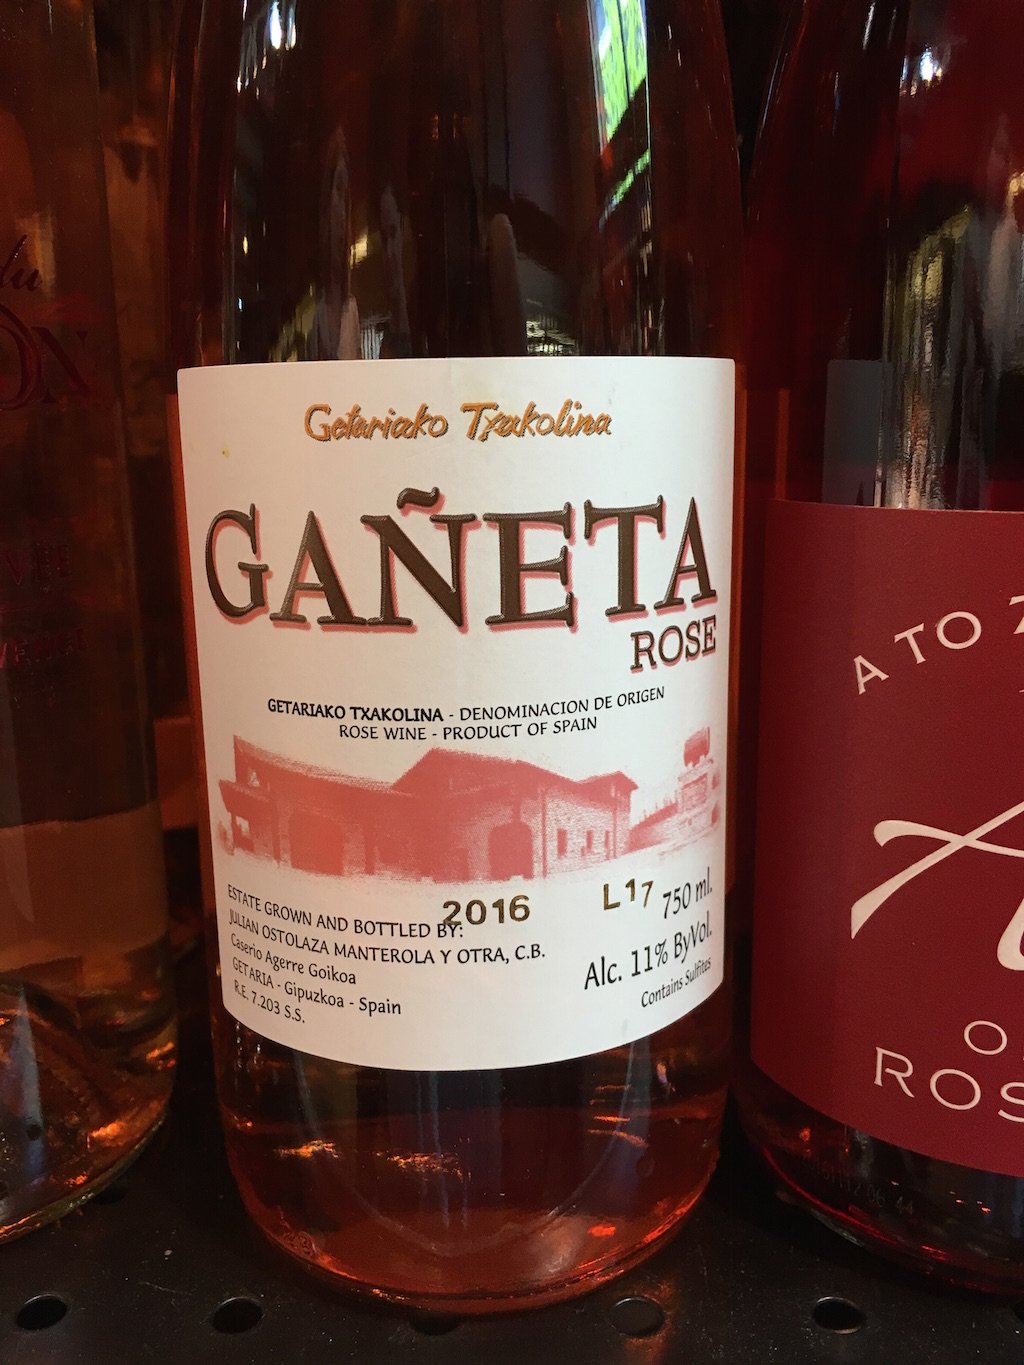 Getariako Txakolina
GAÑETA
ROSE
GETARIAKO TXAKOLINA - DENOMINACION DE ORIGEN
ROSE WINE - PRODUCT OF SPAIN
2016
L17
750 ml.
ESTATE GROWN AND BOTTLED BY:
JULIAN OSTOLAZA MANTEROLA Y OTRA, C.B.
Caserio Agerre Goikoa
GETARIA - Gipuzkoa - Spain
R.E. 7.203 S.S.
Alc. 11% ByVol.
Contains Sulfites
du
A TO
ROS